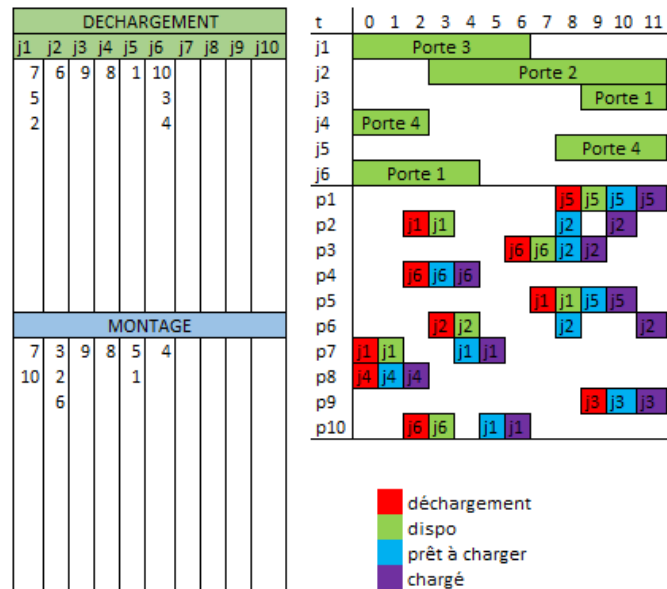 DECHARGEMENT
j1 j2 j3 j4 j5 j6 j7 j8 j9 j10
7 6 9 8 1 10
5 3
2 4
MONTAGE
7 3 9 8 5 4
10 2 1
6
t 0 1 2 3 4 5 6 7 8 9 10 11
j1 Porte 3
j2 Porte 2
j3 Porte 1
j4 Porte 4
j5 Porte 4
j6 Porte 1
p1 j5 j5 j5 j5
p2 j1 j1 j2 j2
p3 j6 j6 j2 j2
p4 j6 j6 j6
p5 j1 j1 j5 j5
p6 j2 j2 j2 j2
p7 j1 j1 j1 j1
p8 j4 j4 j4
p9 j3 j3 j3
p10 j6 j6 j1 j1
déchargement
dispo
prêt à charger
chargé